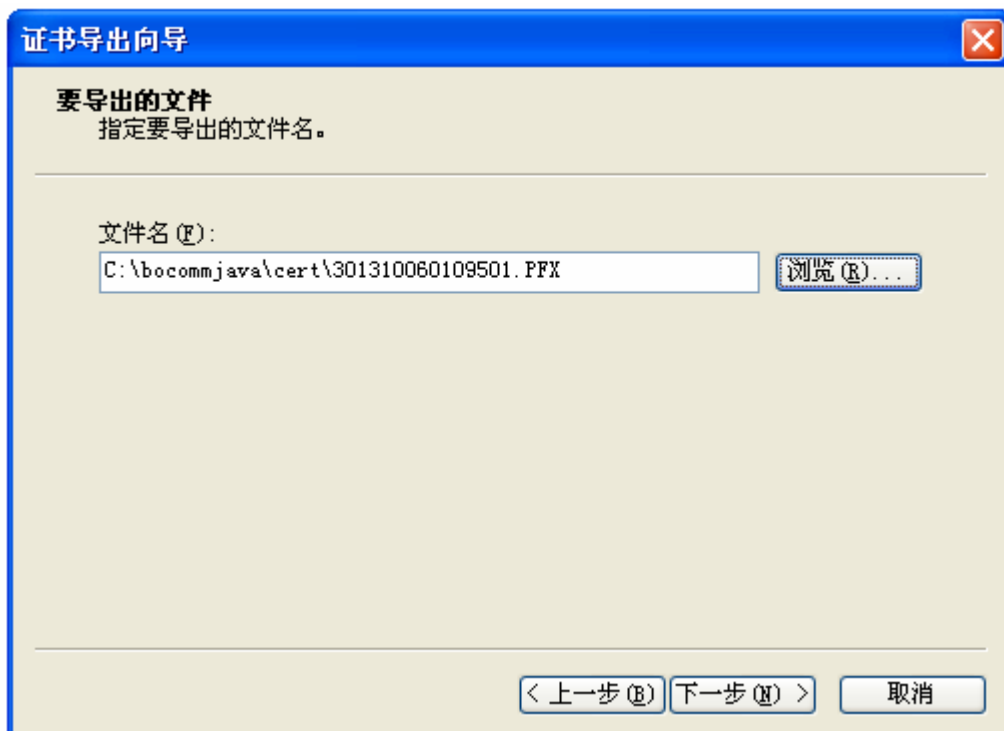 证书导出向导
要导出的文件
指定要导出的文件名。
文件名(F):
C:\bocommjava\cert\301310060109501.PFX
浏览(R)...
< 上一步(B)
下一步(N) >
取消